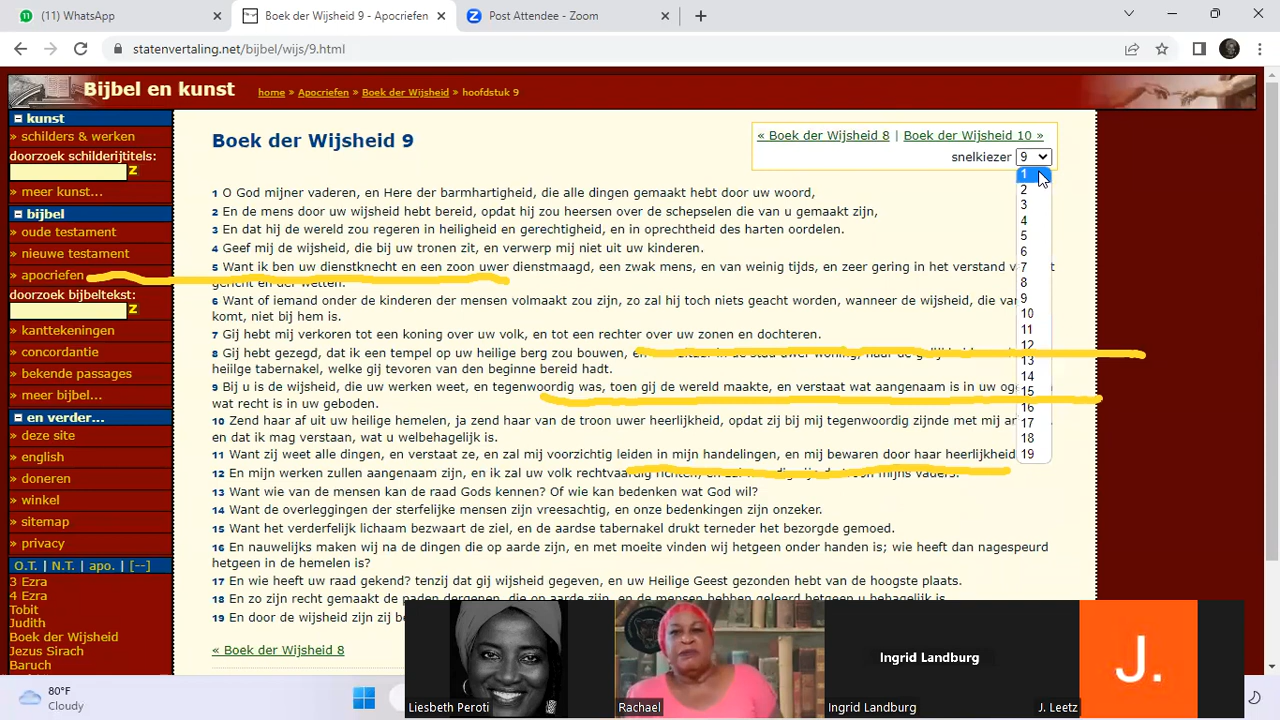 (11) WhatsApp
Boek der Wijsheid 9 - Apocriefen
Post Attendee - Zoom
statenvertaling.net/bijbel/wijs/9.html
Bijbel en kunst
home » Apocriefen » Boek der Wijsheid » hoofdstuk 9
kunst
» schilders & werken
doorzoek schilderijtitels:
Z
» meer kunst...
bijbel
» oude testament
» nieuwe testament
» apocriefen
doorzoek bijbeltekst:
Z
» kanttekeningen
» concordantie
» bekende passages
» meer bijbel...
en verder...
» deze site
» english
» doneren
» winkel
» sitemap
» privacy
O.T. | N.T. | apo. | [--]
3 Ezra
4 Ezra
Tobit
Judith
Boek der Wijsheid
Jezus Sirach
Baruch
Boek der Wijsheid 9
« Boek der Wijsheid 8 | Boek der Wijsheid 10 »
snelkiezer 9
1
2
3
4
5
6
7
8
9
10
11
12
13
14
15
16
17
18
19
1 O God mijner vaderen, en Here der barmhartigheid, die alle dingen gemaakt hebt door uw woord,
2 En de mens door uw wijsheid hebt bereid, opdat hij zou heersen over de schepselen die van u gemaakt zijn,
3 En dat hij de wereld zou regeren in heiligheid en gerechtigheid, en in oprechtheid des harten oordelen.
4 Geef mij de wijsheid, die bij uw tronen zit, en verwerp mij niet uit uw kinderen.
5 Want ik ben uw dienstknecht en een zoon uwer dienstmaagd, een zwak mens, en van weinig tijds, en zeer gering in het verstand
gericht en der wetten.
6 Want of iemand onder de kinderen der mensen volmaakt zou zijn, zo zal hij toch niets geacht worden, wanneer de wijsheid, die
komt, niet bij hem is.
7 Gij hebt mij verkoren tot een koning over uw volk, en tot een rechter over uw zonen en dochteren.
8 Gij hebt gezegd, dat ik een tempel op uw heilige berg zou bouwen,
heiilge tabernakel, welke gij tevoren van den beginne bereid hadt.
9 Bij u is de wijsheid, die uw werken weet, en tegenwoordig was, toen gij de wereld maakte, en verstaat wat aangenaam is in uw
wat recht is in uw geboden.
10 Zend haar af uit uw heilige hemelen, ja zend haar van de troon uwer heerlijkheid, opdat zij bij mij tegenwoordig zijnde met mij
en dat ik mag verstaan, wat u welbehagelijk is.
11 Want zij weet alle dingen, en verstaat ze, en zal mij voorzichtig leiden in mijn handelingen, en mij bewaren door haar heerlijkheid
12 En mijn werken zullen aangenaam zijn, en ik zal uw volk rechtvaardig richten,
13 Want wie van de mensen kan de raad Gods kennen? Of wie kan bedenken wat God wil?
14 Want de overleggingen der sterfelijke mensen zijn vreesachtig, en onze bedenkingen zijn onzeker.
15 Want het verderfelijk lichaam bezwaart de ziel, en de aardse tabernakel drukt terneder het bezorgde gemoed.
16 En nauwelijks maken wij na de dingen die op aarde zijn, en met moeite vinden wij hetgeen onder handen is; wie heeft dan nagespeurd
hetgeen in de hemelen is?
17 En wie heeft uw raad gekend? tenzij dat gij wijsheid gegeven, en uw Heilige Geest gezonden hebt van de hoogste plaats.
18 En zo zijn recht gemaakt de paden dergenen, die op aarde zijn, en de mensen hebben geleerd hetgeen u behagelijk is.
19 En door de wijsheid zijn zij
« Boek der Wijsheid 8
Liesbeth Peroti
Rachael
Ingrid Landburg
Ingrid Landburg
J.
J. Leetz
80°F
Cloudy